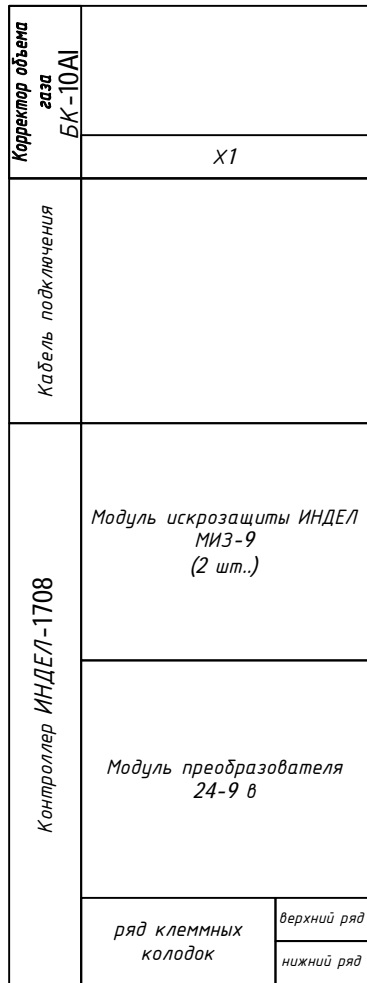 Корректор объема
газа
БК-10AI
X1
Кабель подключения
Контроллер ИНДЕЛ-1708
Модуль искрозащиты ИНДЕЛ
МИЗ-9
(2 шт..)
Модуль преобразователя
24-9 в
ряд клеммных
колодок
верхний ряд
нижний ряд